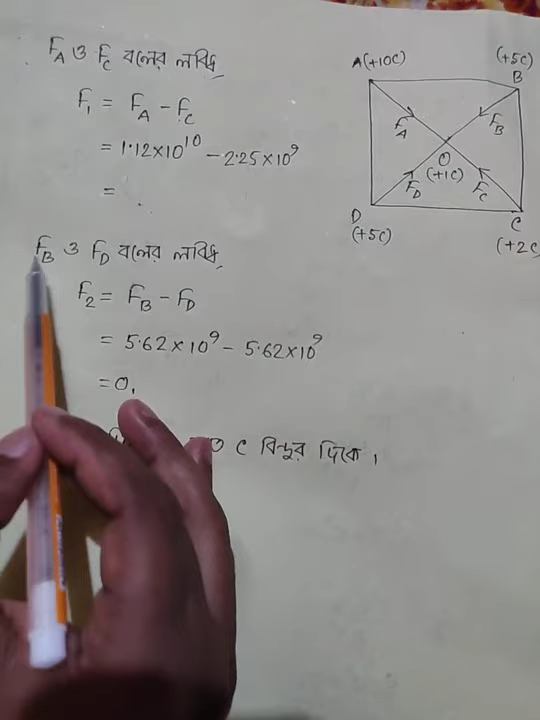 F_A ও F_C বলের লব্ধি,
F₁ = F_A − F_C
= 1.12×10¹⁰ − 2.25×10⁹
=
F_B ও F_D বলের লব্ধি,
F₂ = F_B − F_D
= 5.62×10⁹ − 5.62×10⁹
= 0.
C বিন্দুর দিকে।
A(+10C)
(+5C)
B
F_A
F_B
O
(+1C)
F_D
F_C
D
(+5C)
C
(+2C)